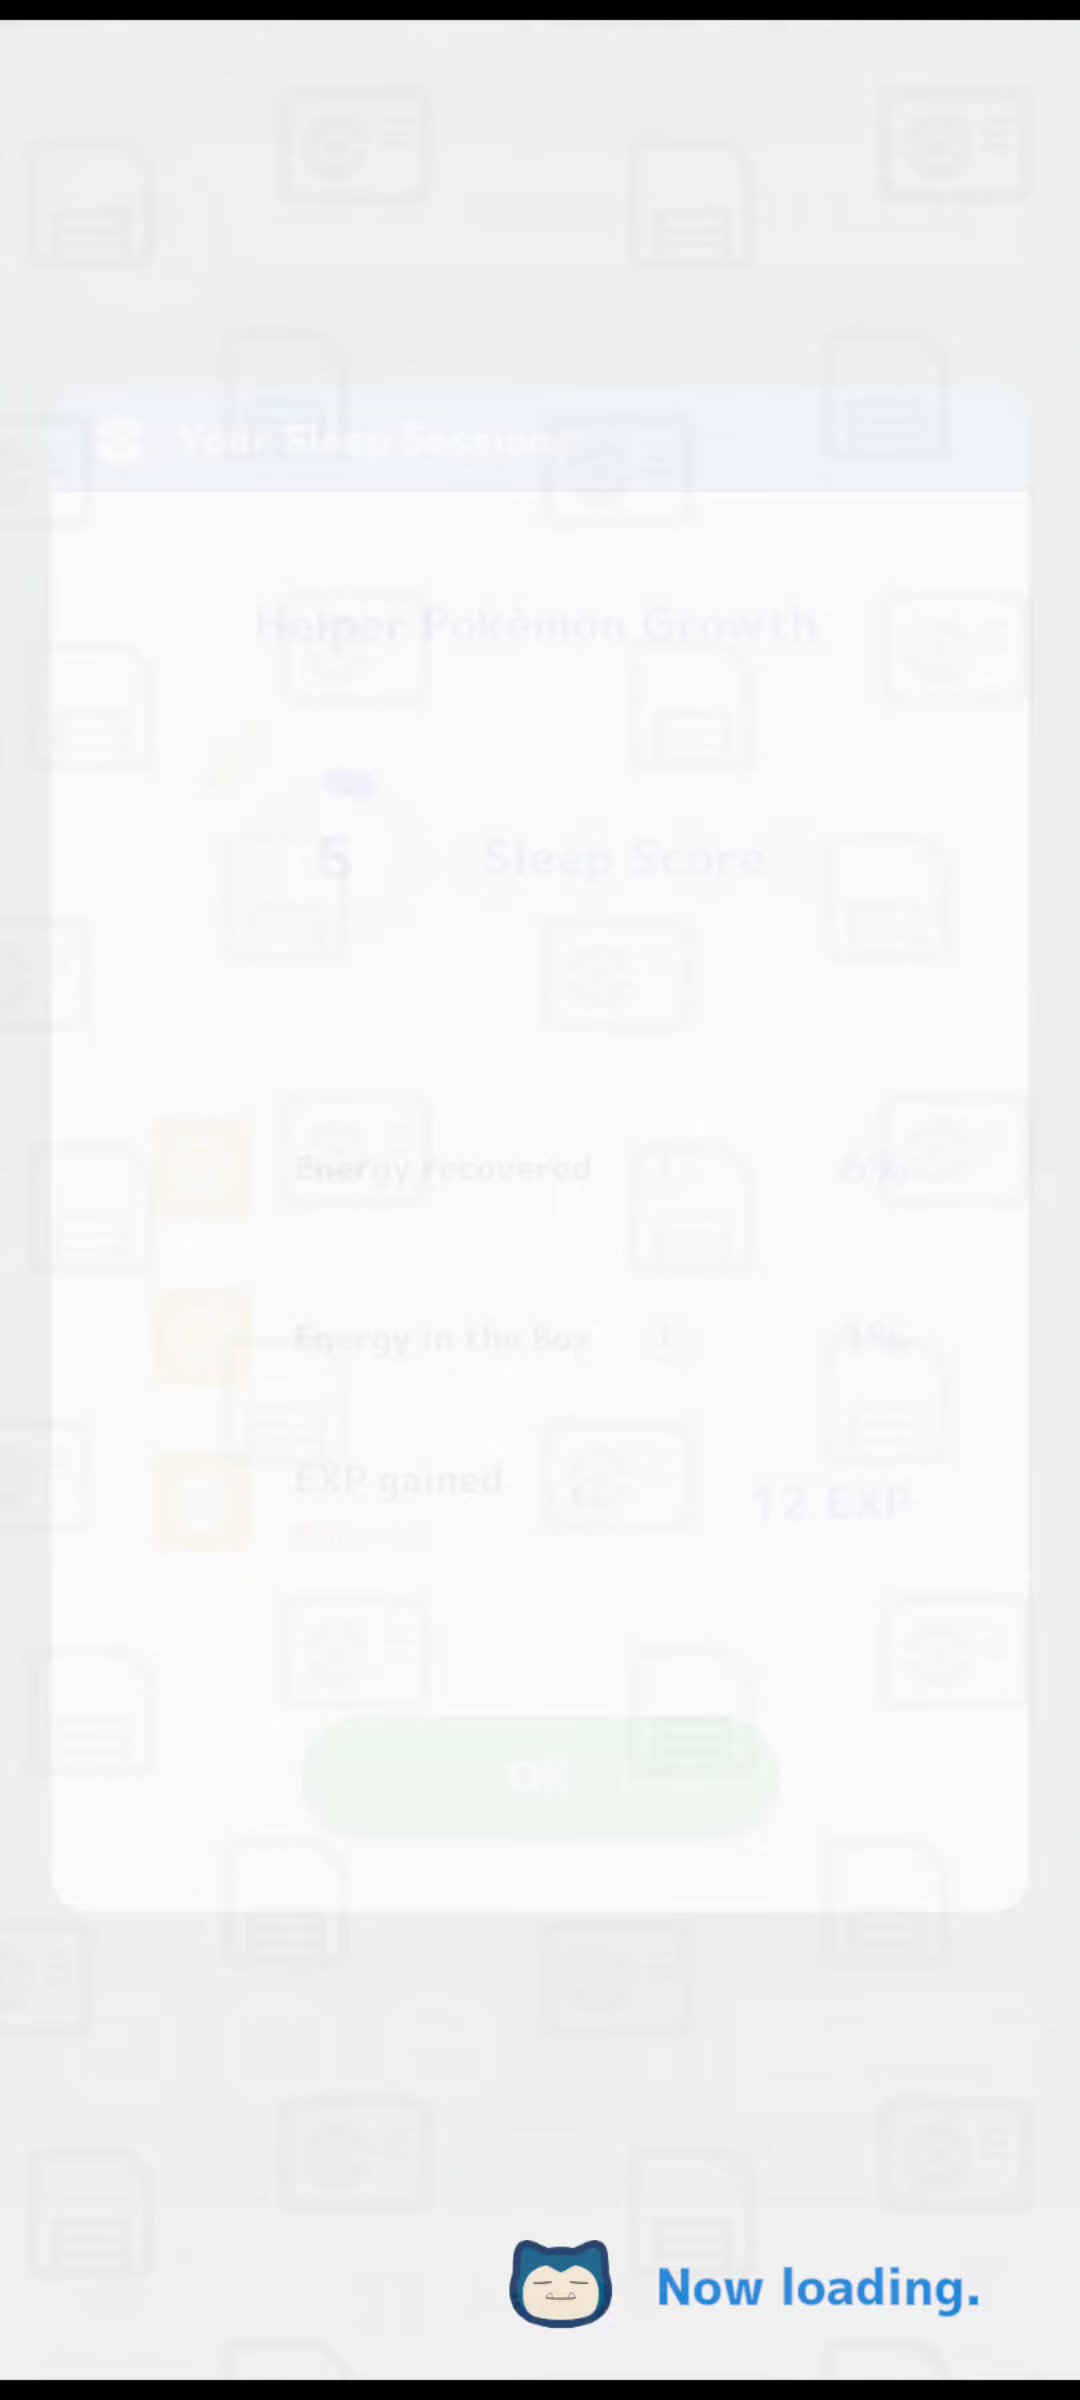 Your Sleep Session
Helper Pokémon Growth
Sleep Score
Energy recovered
6%
Energy in the Box
1%
EXP gained
12 EXP
OK
Now loading.